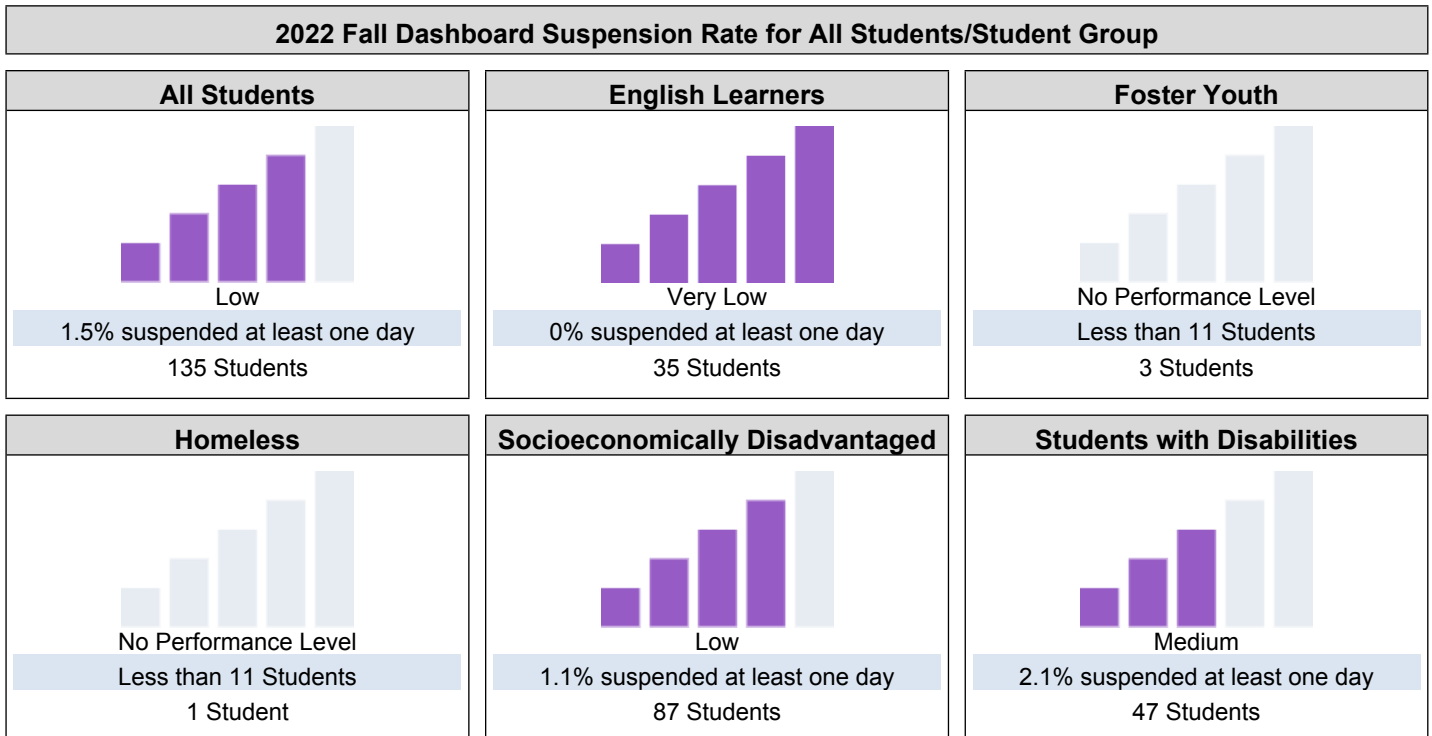 2022 Fall Dashboard Suspension Rate for All Students/Student Group
All Students
Low
1.5% suspended at least one day
135 Students
English Learners
Very Low
0% suspended at least one day
35 Students
Foster Youth
No Performance Level
Less than 11 Students
3 Students
Homeless
No Performance Level
Less than 11 Students
1 Student
Socioeconomically Disadvantaged
Low
1.1% suspended at least one day
87 Students
Students with Disabilities
Medium
2.1% suspended at least one day
47 Students